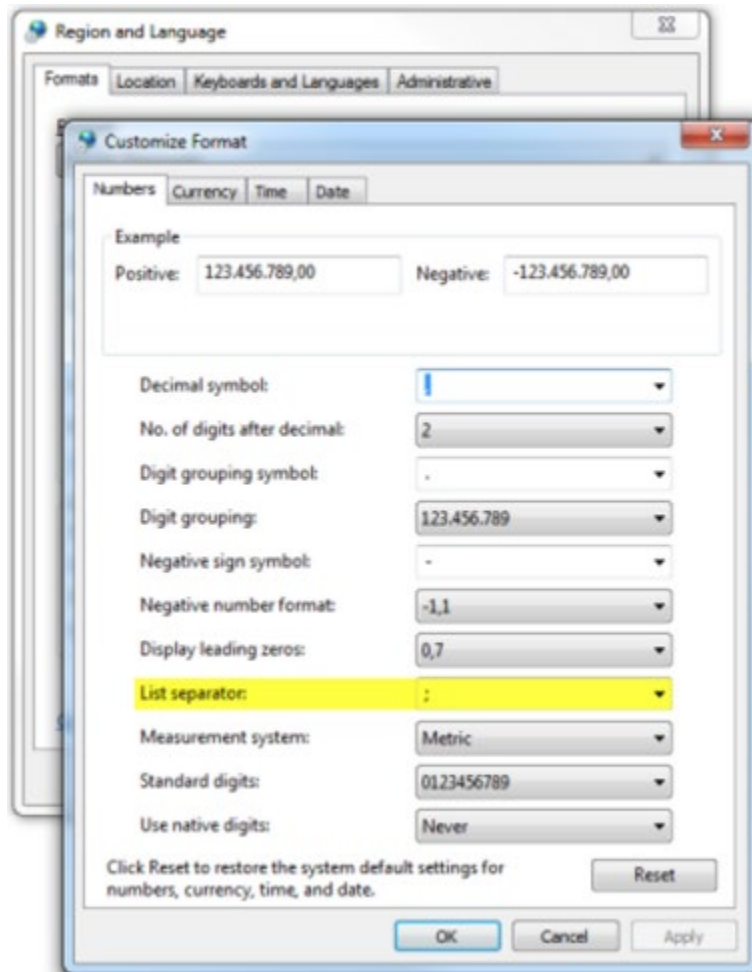 Region and Language
Formats Location Keyboards and Languages Administrative
Customize Format
Numbers Currency Time Date
Example
Positive: 123.456.789,00 Negative: -123.456.789,00
Decimal symbol: ,
No. of digits after decimal: 2
Digit grouping symbol: .
Digit grouping: 123.456.789
Negative sign symbol: -
Negative number format: -1,1
Display leading zeros: 0,7
List separator: ;
Measurement system: Metric
Standard digits: 0123456789
Use native digits: Never
Click Reset to restore the system default settings for
numbers, currency, time, and date.
Reset
OK Cancel Apply